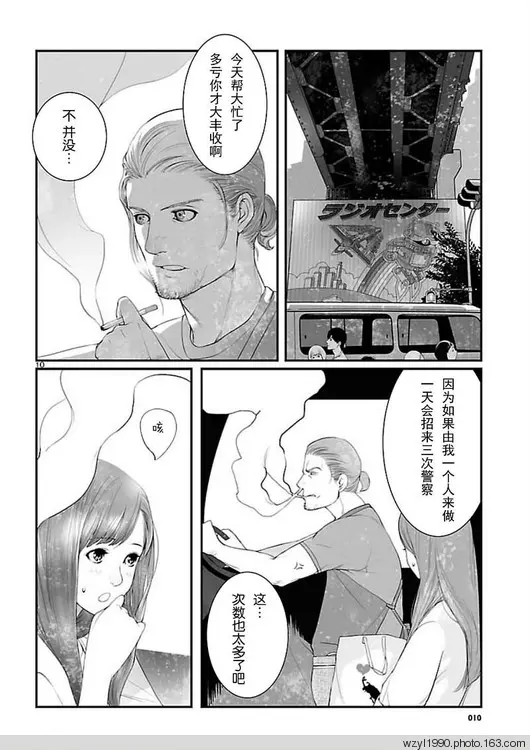 ラジオセンター
今天帮大忙了
多亏你才大丰收啊
不并没…
10
因为如果由我一个人来做
一天会招来三次警察
这…
次数也太多了吧
咳
010
wzyl1990.photo.163.com